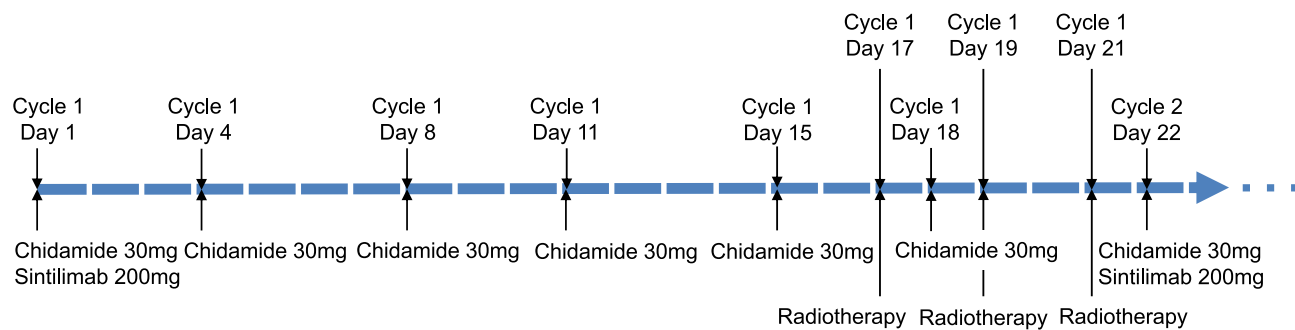 Cycle 1
Day 17
Cycle 1
Day 19
Cycle 1
Day 21
Cycle 1
Day 1
Cycle 1
Day 4
Cycle 1
Day 8
Cycle 1
Day 11
Cycle 1
Day 15
Cycle 1
Day 18
Cycle 2
Day 22
Chidamide 30mg
Sintilimab 200mg
Chidamide 30mg
Chidamide 30mg
Chidamide 30mg
Chidamide 30mg
Chidamide 30mg
Chidamide 30mg
Sintilimab 200mg
Radiotherapy
Radiotherapy
Radiotherapy